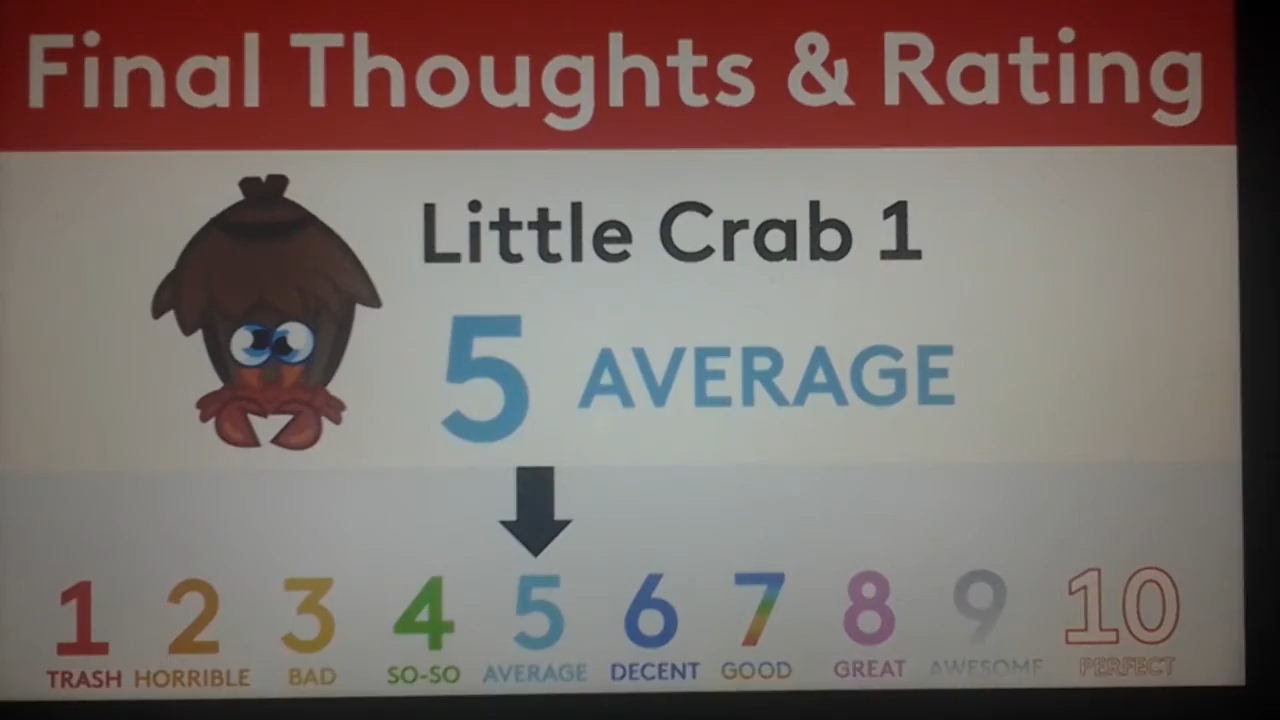 Final Thoughts & Rating
Little Crab 1
5 AVERAGE
1 2 3 4 5 6 7 8 9 10
TRASH HORRIBLE BAD SO-SO AVERAGE DECENT GOOD GREAT AWESOME PERFECT